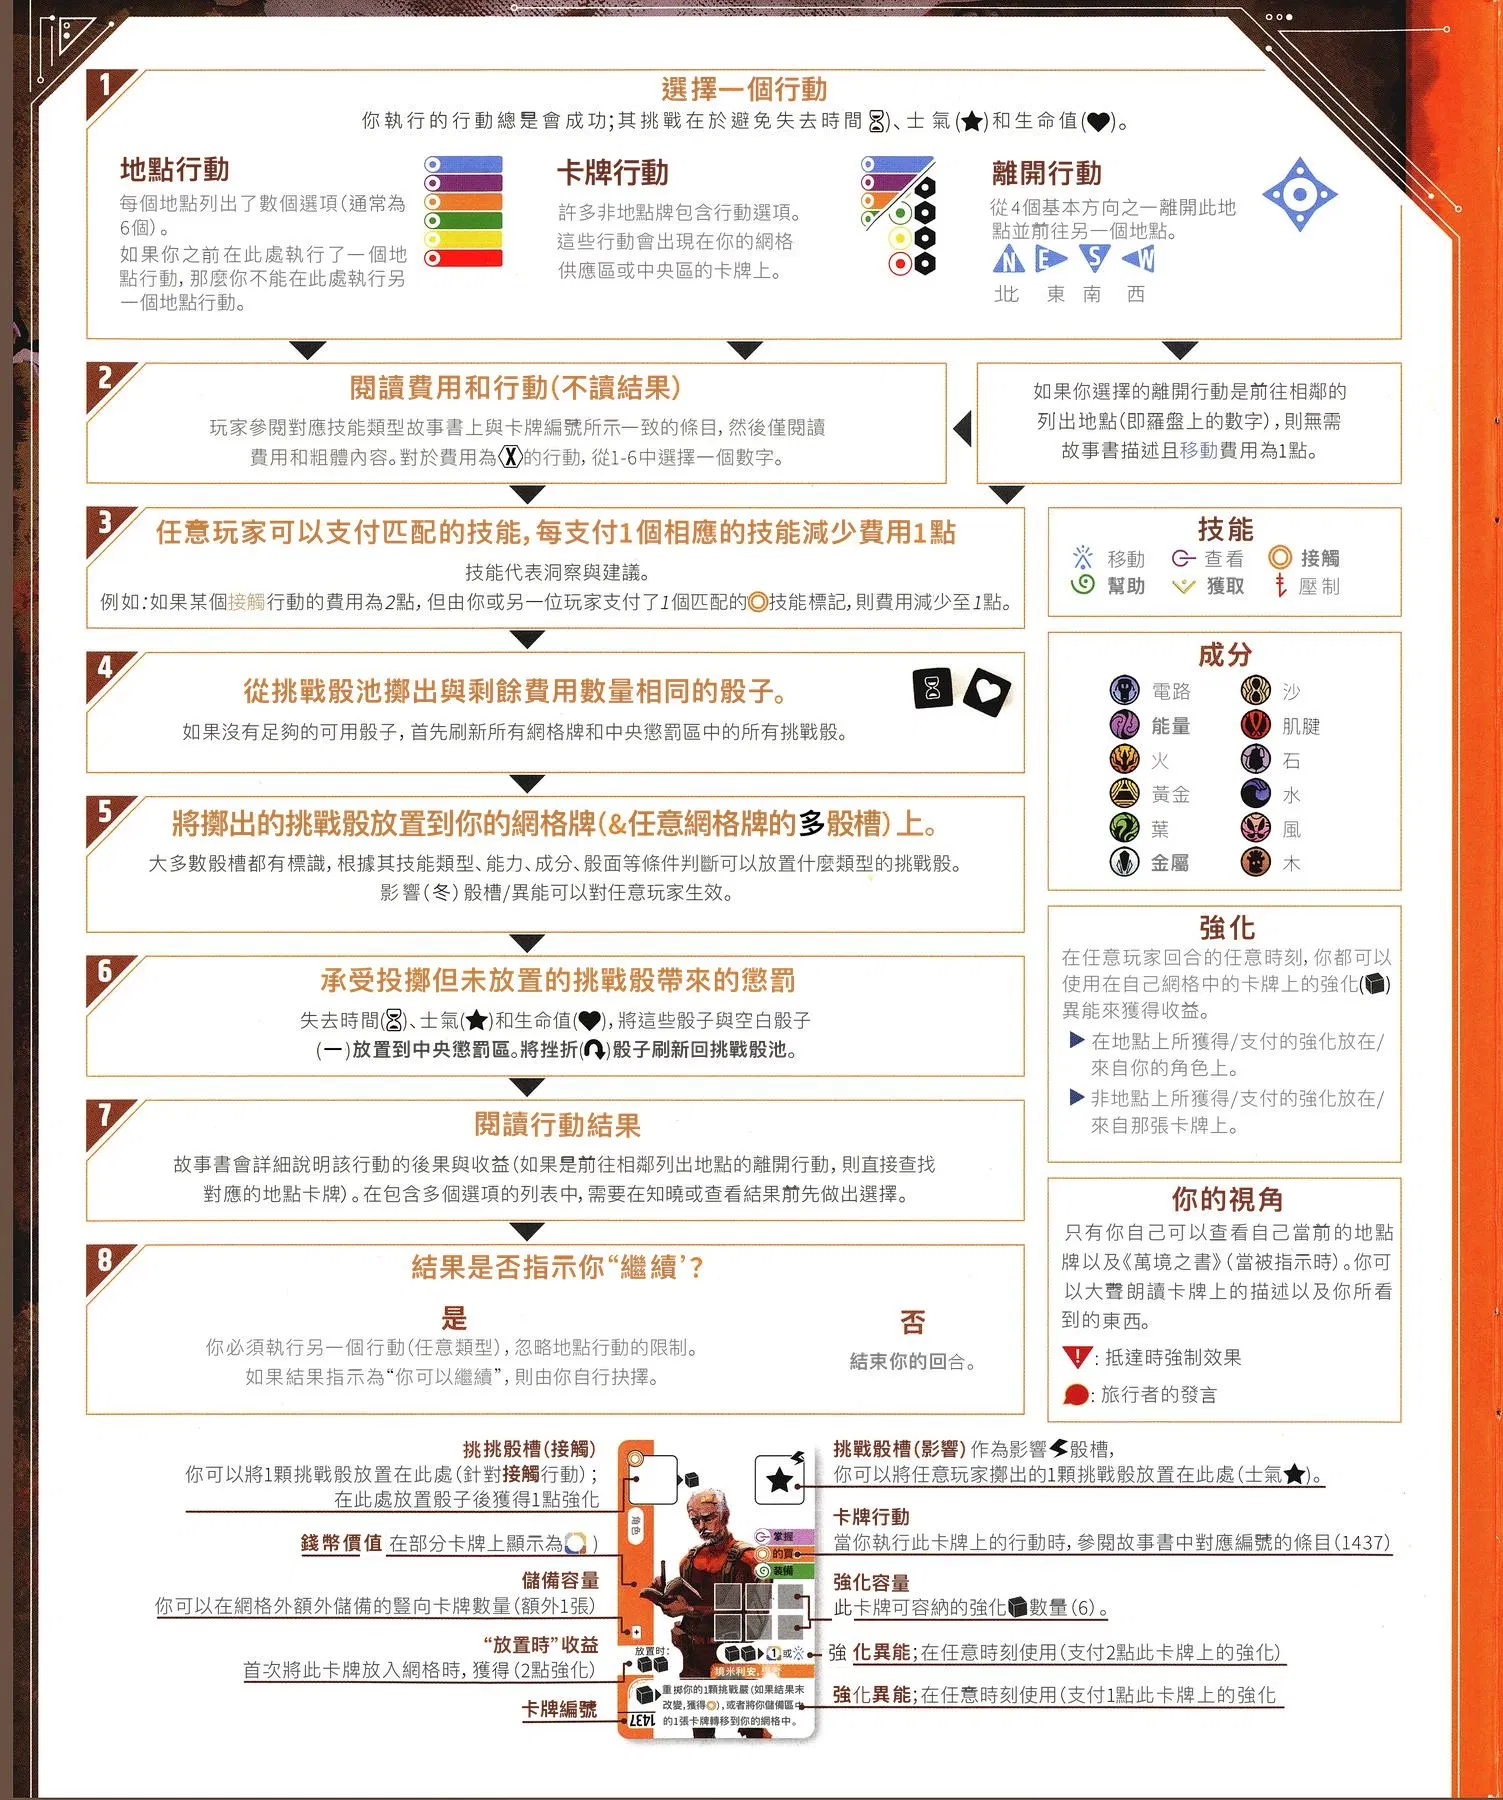 1
選擇一個行動
你執行的行動總是會成功;其挑戰在於避免失去時間)、士氣(★)和生命值(♥)。
地點行動
每個地點列出了數個選項(通常為
6個)。
如果你之前在此處執行了一個地
點行動,那麼你不能在此處執行另
一個地點行動。
卡牌行動
許多非地點牌包含行動選項。
這些行動會出現在你的網格
供應區或中央區的卡牌上。
離開行動
從4個基本方向之一離開此地
點並前往另一個地點。
N E S W
北 東 南 西
2
閱讀費用和行動(不讀結果)
玩家參閱對應技能類型故事書上與卡牌編號所示一致的條目,然後僅閱讀
費用和粗體內容。對於費用為X的行動,從1-6中選擇一個數字。
如果你選擇的離開行動是前往相鄰的
列出地點(即羅盤上的數字),則無需
故事書描述且移動費用為1點。
3
任意玩家可以支付匹配的技能,每支付1個相應的技能減少費用1點
技能代表洞察與建議。
例如:如果某個接觸行動的費用為2點,但由你或另一位玩家支付了1個匹配的技能標記,則費用減少至1點。
技能
移動 查看 接觸
幫助 獲取 壓制
4
從挑戰骰池擲出與剩餘費用數量相同的骰子。
如果沒有足夠的可用骰子,首先刷新所有網格牌和中央懲罰區中的所有挑戰骰。
成分
電路 沙
能量 肌腱
火 石
黃金 水
葉 風
金屬 木
5
將擲出的挑戰骰放置到你的網格牌(&任意網格牌的多骰槽)上。
大多數骰槽都有標識,根據其技能類型、能力、成分、骰面等條件判斷可以放置什麼類型的挑戰骰。
影響(冬)骰槽/異能可以對任意玩家生效。
6
承受投擲但未放置的挑戰骰帶來的懲罰
失去時間()、士氣(★)和生命值(♥),將這些骰子與空白骰子
(一)放置到中央懲罰區。將挫折()骰子刷新回挑戰骰池。
強化
在任意玩家回合的任意時刻,你都可以
使用在自己網格中的卡牌上的強化()
異能來獲得收益。
▶在地點上所獲得/支付的強化放在/
來自你的角色上。
▶非地點上所獲得/支付的強化放在/
來自那張卡牌上。
7
閱讀行動結果
故事書會詳細說明該行動的後果與收益(如果是前往相鄰列出地點的離開行動,則直接查找
對應的地點卡牌)。在包含多個選項的列表中,需要在知曉或查看結果前先做出選擇。
8
結果是否指示你“繼續’?
是
你必須執行另一個行動(任意類型),忽略地點行動的限制。
如果結果指示為“你可以繼續”,則由你自行抉擇。
否
結束你的回合。
你的視角
只有你自己可以查看自己當前的地點
牌以及《萬境之書》(當被指示時)。你可
以大聲朗讀卡牌上的描述以及你所看
到的東西。
!: 抵達時強制效果
: 旅行者的發言
挑挑骰槽(接觸)
你可以將1顆挑戰骰放置在此處(針對接觸行動);
在此處放置骰子後獲得1點強化
錢幣價值 在部分卡牌上顯示為 )
儲備容量
你可以在網格外額外儲備的豎向卡牌數量(額外1張)
“放置時”收益
首次將此卡牌放入網格時,獲得(2點強化)
卡牌編號
角色
掌握
的買
裝備
+
放置时:
1或
境米利安,
重擲你的1顆挑戰嚴(如果結果末
改變,獲得),或者將你儲備區中
的1張卡牌轉移到你的網格中。
1437
挑戰骰槽(影響) 作為影響骰槽,
你可以將任意玩家擲出的1顆挑戰骰放置在此處(士氣★)。
卡牌行動
當你執行此卡牌上的行動時,參閱故事書中對應編號的條目(1437)
強化容量
此卡牌可容納的強化數量(6)。
強 化異能;在任意時刻使用(支付2點此卡牌上的強化)
強化異能;在任意時刻使用(支付1點此卡牌上的強化